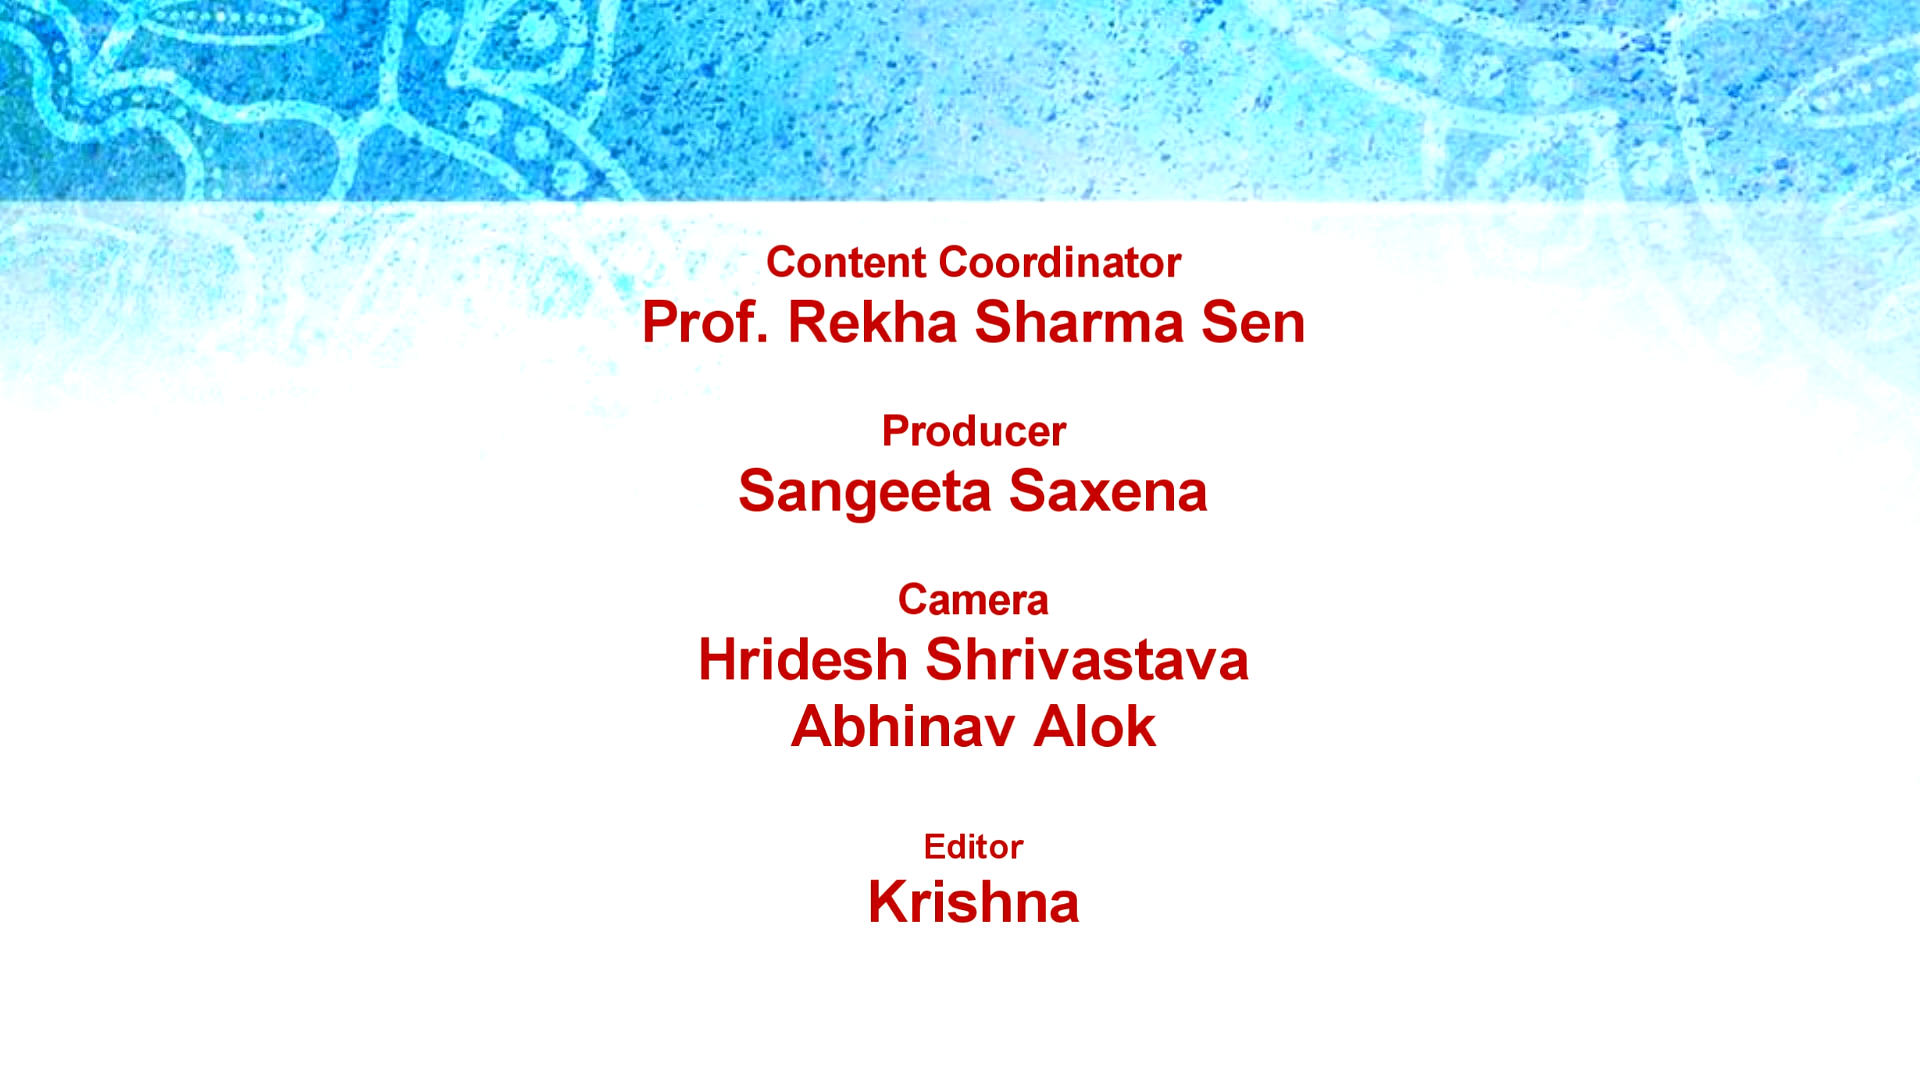 Content Coordinator
Prof. Rekha Sharma Sen
Producer
Sangeeta Saxena
Camera
Hridesh Shrivastava
Abhinav Alok
Editor
Krishna